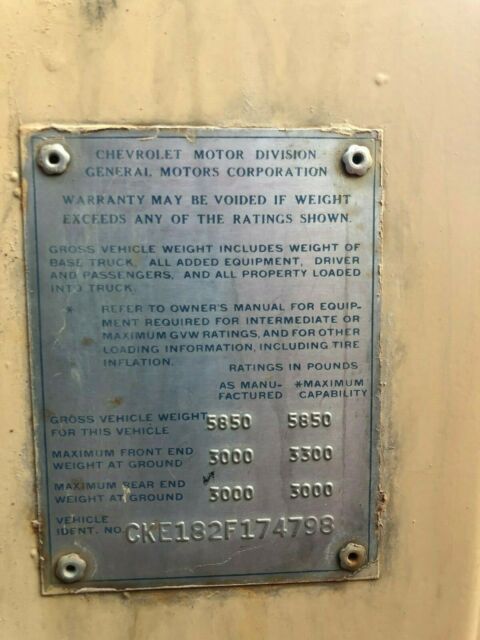 CHEVROLET MOTOR DIVISION
GENERAL MOTORS CORPORATION
WARRANTY MAY BE VOIDED IF WEIGHT
EXCEEDS ANY OF THE RATINGS SHOWN.
GROSS VEHICLE WEIGHT INCLUDES WEIGHT OF
BASE TRUCK, ALL ADDED EQUIPMENT, DRIVER
AND PASSENGERS, AND ALL PROPERTY LOADED
INTO TRUCK.
* REFER TO OWNER'S MANUAL FOR EQUIP-
MENT REQUIRED FOR INTERMEDIATE OR
MAXIMUM GVW RATINGS, AND FOR OTHER
LOADING INFORMATION, INCLUDING TIRE
INFLATION.
RATINGS IN POUNDS
AS MANU- *MAXIMUM
FACTURED CAPABILITY
GROSS VEHICLE WEIGHT 5850 5850
FOR THIS VEHICLE
MAXIMUM FRONT END 3000 3300
WEIGHT AT GROUND
MAXIMUM REAR END 3000 3000
WEIGHT AT GROUND
VEHICLE
IDENT. NO. CKE182F174798